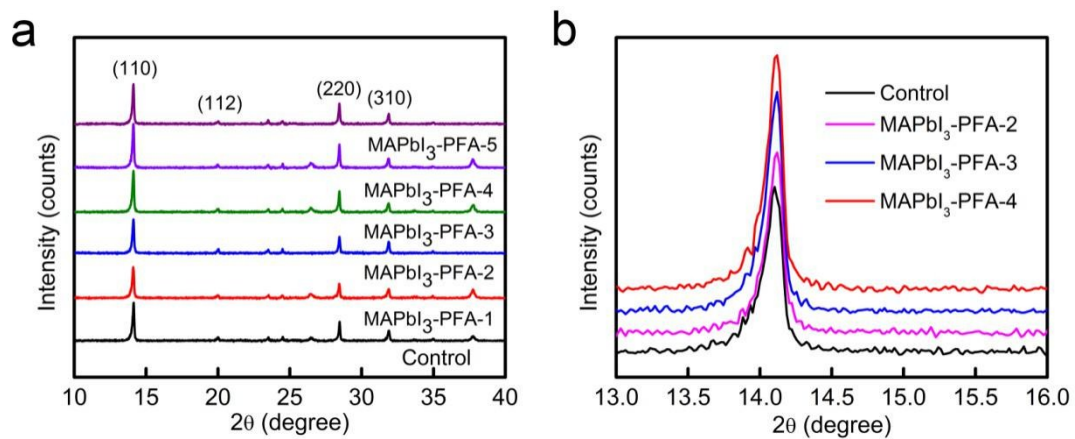 a
(110)
(112)
(220)
(310)
MAPbI₃-PFA-5
MAPbI₃-PFA-4
MAPbI₃-PFA-3
MAPbI₃-PFA-2
MAPbI₃-PFA-1
Control
Intensity (counts)
10 15 20 25 30 35 40
2θ (degree)
b
Control
MAPbI₃-PFA-2
MAPbI₃-PFA-3
MAPbI₃-PFA-4
Intensity (counts)
13.0 13.5 14.0 14.5 15.0 15.5 16.0
2θ (degree)